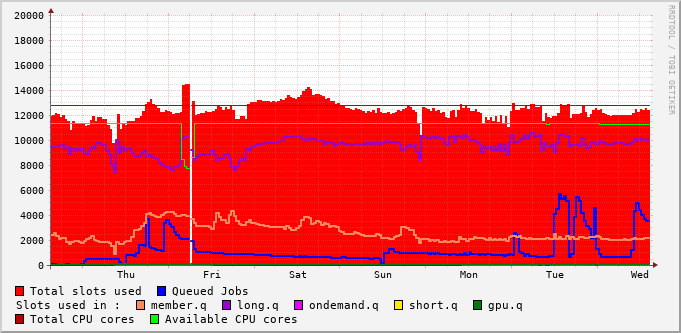 20000
18000
16000
14000
12000
10000
8000
6000
4000
2000
0
Thu Fri Sat Sun Mon Tue Wed
Total slots used Queued Jobs
Slots used in : member.q long.q ondemand.q short.q gpu.q
Total CPU cores Available CPU cores
RRDTOOL / TOBI OETIKER